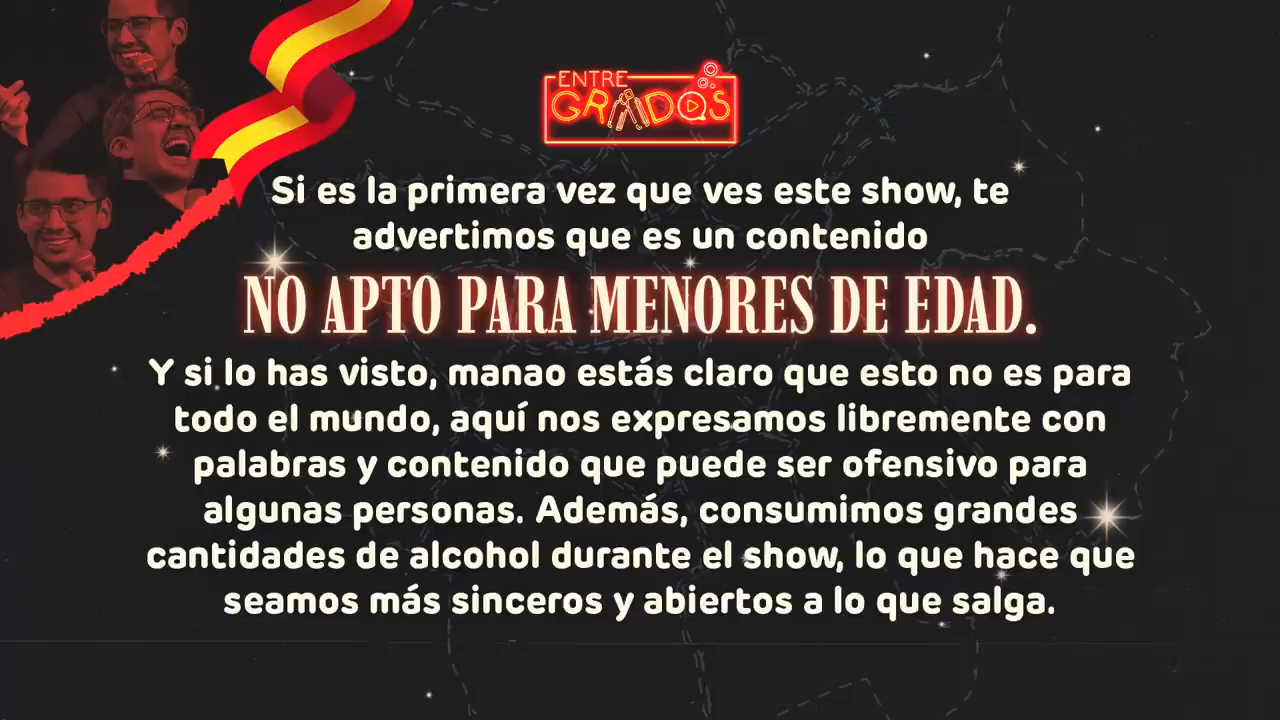 ENTRE
GRADOS
Si es la primera vez que ves este show, te
advertimos que es un contenido
NO APTO PARA MENORES DE EDAD.
Y si lo has visto, manao estás claro que esto no es para
todo el mundo, aquí nos expresamos libremente con
palabras y contenido que puede ser ofensivo para
algunas personas. Además, consumimos grandes
cantidades de alcohol durante el show, lo que hace que
seamos más sinceros y abiertos a lo que salga.